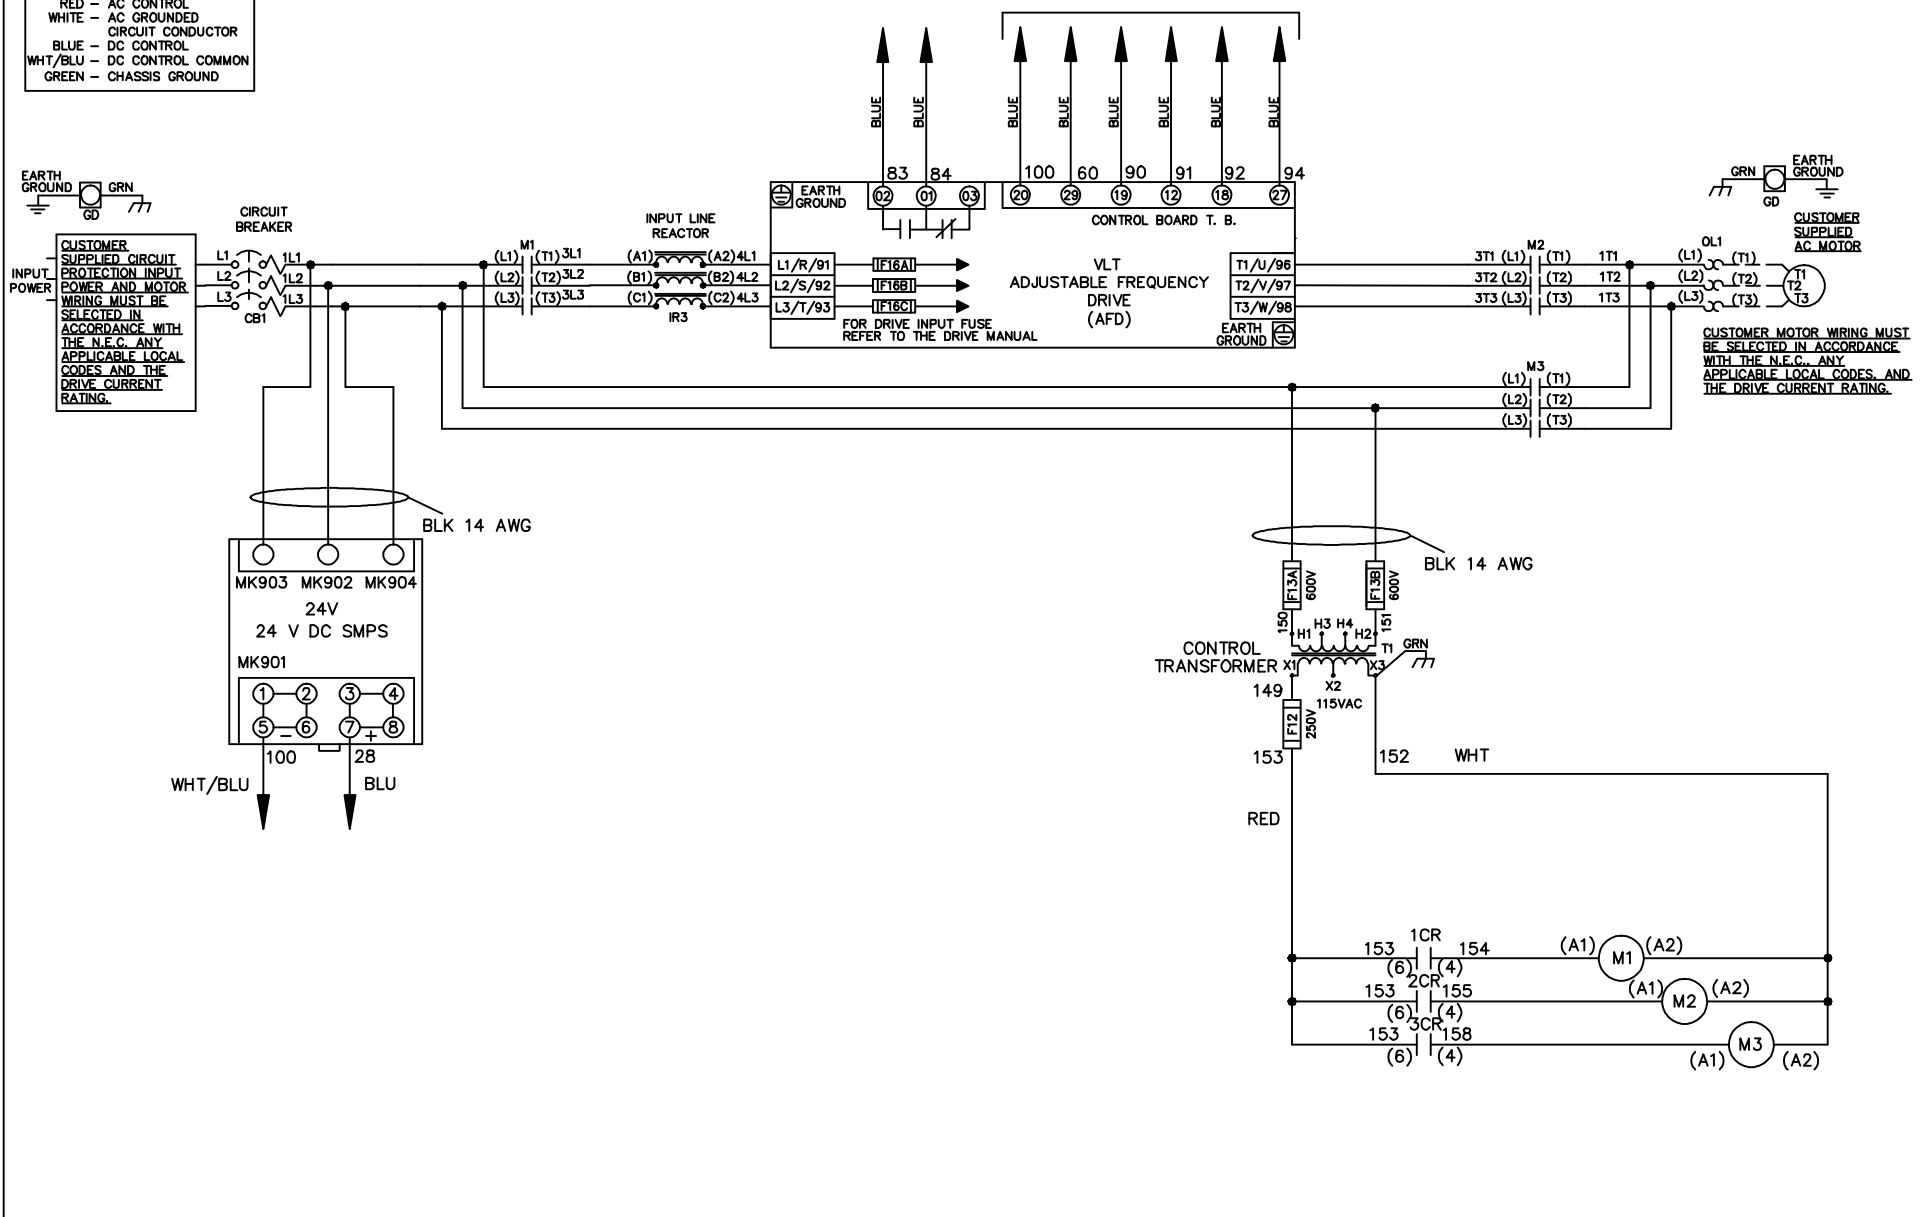 RED – AC CONTROL
WHITE – AC GROUNDED
CIRCUIT CONDUCTOR
BLUE – DC CONTROL
WHT/BLU – DC CONTROL COMMON
GREEN – CHASSIS GROUND
BLUE BLUE BLUE BLUE BLUE BLUE BLUE BLUE
83 84 100 60 90 91 92 94
EARTH GROUND
02 01 03 20 29 19 12 18 27
CONTROL BOARD T. B.
EARTH GROUND GRN
GD
CIRCUIT BREAKER
INPUT LINE REACTOR
GRN EARTH GROUND
GD
CUSTOMER
SUPPLIED
AC MOTOR
INPUT POWER
CUSTOMER
SUPPLIED CIRCUIT
PROTECTION INPUT
POWER AND MOTOR
WIRING MUST BE
SELECTED IN
ACCORDANCE WITH
THE N.E.C. ANY
APPLICABLE LOCAL
CODES AND THE
DRIVE CURRENT
RATING.
M1
L1 1L1 (L1) (T1) 3L1 (A1) (A2) 4L1 L1/R/91 F16A
L2 1L2 (L2) (T2) 3L2 (B1) (B2) 4L2 L2/S/92 F16B
L3 1L3 (L3) (T3) 3L3 (C1) (C2) 4L3 L3/T/93 F16C
CB1
IR3
VLT
ADJUSTABLE FREQUENCY
DRIVE
(AFD)
FOR DRIVE INPUT FUSE
REFER TO THE DRIVE MANUAL
EARTH GROUND
M2 OL1
T1/U/96 3T1 (L1) (T1) 1T1 (L1) (T1) T1
T2/V/97 3T2 (L2) (T2) 1T2 (L2) (T2) T2
T3/W/98 3T3 (L3) (T3) 1T3 (L3) (T3) T3
CUSTOMER MOTOR WIRING MUST
BE SELECTED IN ACCORDANCE
WITH THE N.E.C., ANY
APPLICABLE LOCAL CODES, AND
THE DRIVE CURRENT RATING.
M3
(L1) (T1)
(L2) (T2)
(L3) (T3)
BLK 14 AWG
MK903 MK902 MK904
24V
24 V DC SMPS
MK901
1 2 3 4
5 – 6 7 + 8
100 28
WHT/BLU BLU
BLK 14 AWG
F13A 600V F13B 600V
150 151
H1 H3 H4 H2
T1 GRN
CONTROL
TRANSFORMER
X1 X2 X3
149
115VAC
F12 250V
153 152 WHT
RED
1CR
153 154 (A1) M1 (A2)
(6) (4)
2CR
153 155 (A1) M2 (A2)
(6) (4)
3CR
153 158 M3
(6) (4) (A1) (A2)